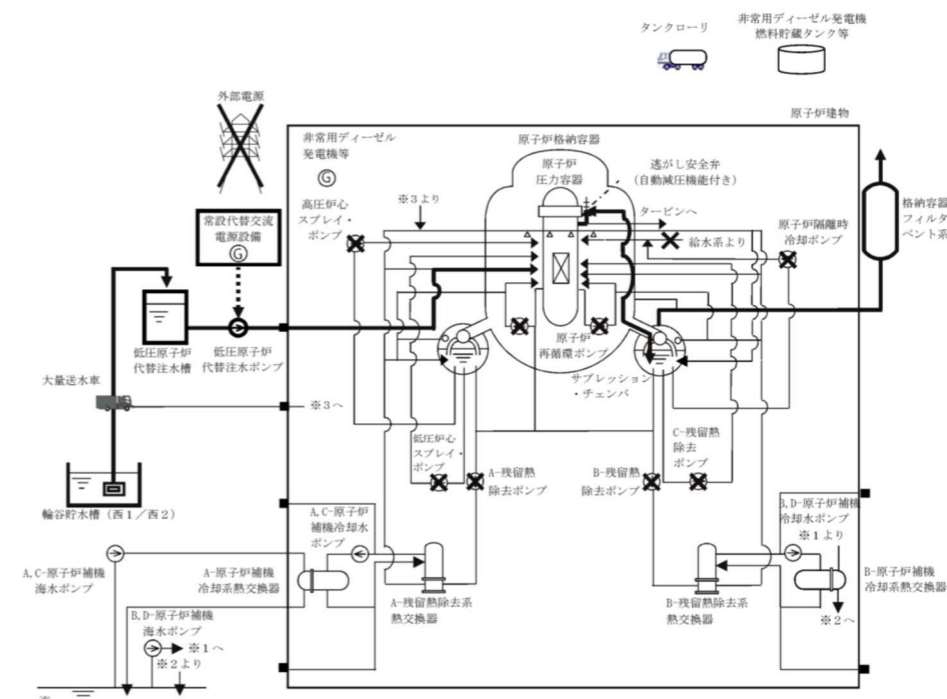 タンクローリ
非常用ディーゼル発電機
燃料貯蔵タンク等
外部電源
原子炉建物
非常用ディーゼル
発電機等
G
原子炉格納容器
原子炉
圧力容器
逃がし安全弁
(自動減圧機能付き)
※3より
タービンへ
高圧炉心
スプレイ・
ポンプ
給水系より
原子炉隔離時
冷却ポンプ
格納容器
フィルタ
ベント系
常設代替交流
電源設備
G
低圧原子炉
代替注水槽
低圧原子炉
代替注水ポンプ
原子炉
再循環ポンプ
サプレッション
・チェンバ
大量送水車
※3へ
低圧炉心
スプレイ・
ポンプ
A-残留熱
除去ポンプ
B-残留熱
除去ポンプ
C-残留熱
除去
ポンプ
輪谷貯水槽(西1/西2)
A,C-原子炉
補機冷却水
ポンプ
B,D-原子炉補機
冷却水ポンプ
※1より
A,C-原子炉補機
海水ポンプ
A-原子炉補機
冷却系熱交換器
A-残留熱除去系
熱交換器
B-残留熱除去系
熱交換器
B-原子炉補機
冷却系熱交換器
※2へ
B,D-原子炉補機
海水ポンプ
※1へ
※2より
海